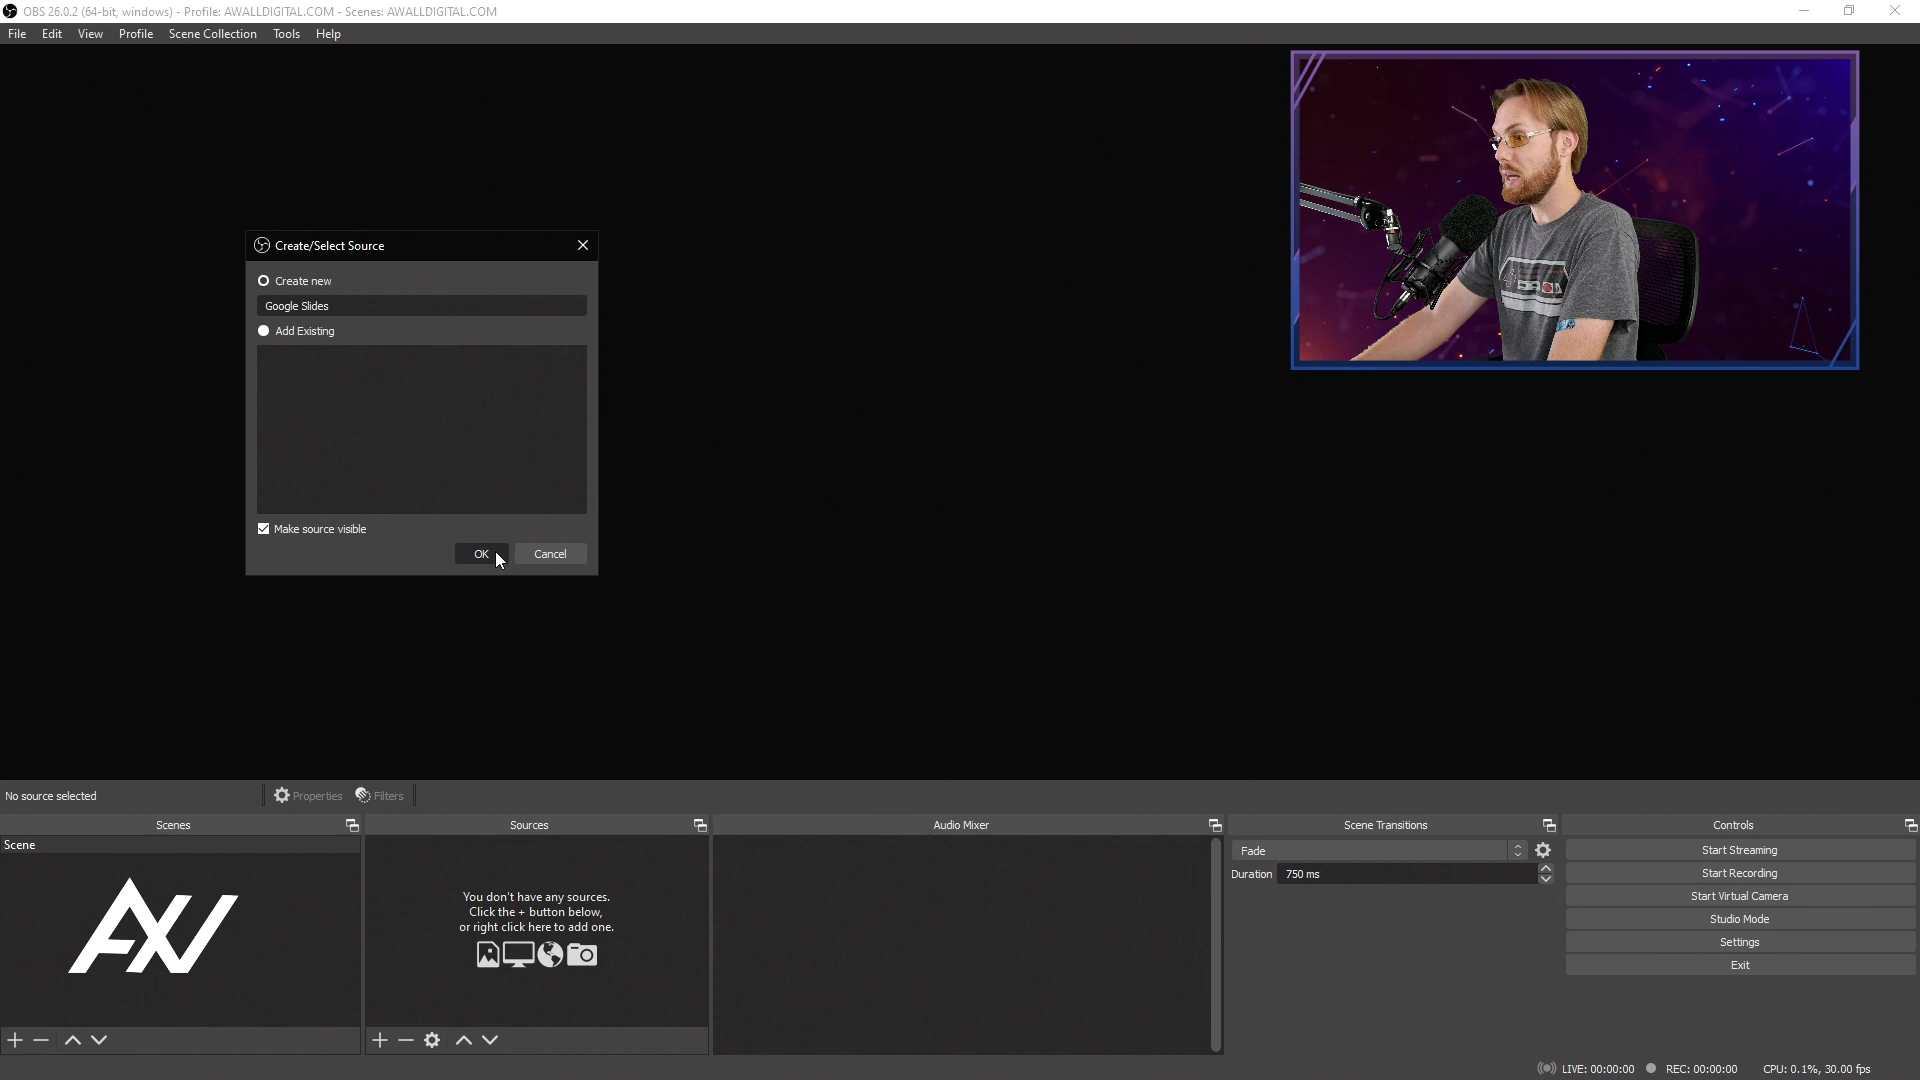 OBS 26.0.2 (64-bit, windows) - Profile: AWALLDIGITAL.COM - Scenes: AWALLDIGITAL.COM
File Edit View Profile Scene Collection Tools Help
Create/Select Source
Create new
Google Slides
Add Existing
Make source visible
OK Cancel
No source selected Properties Filters
Scenes
Scene
Sources
You don't have any sources.
Click the + button below,
or right click here to add one.
Audio Mixer
Scene Transitions
Fade
Duration 750 ms
Controls
Start Streaming
Start Recording
Start Virtual Camera
Studio Mode
Settings
Exit
LIVE: 00:00:00 REC: 00:00:00 CPU: 0.1%, 30.00 fps